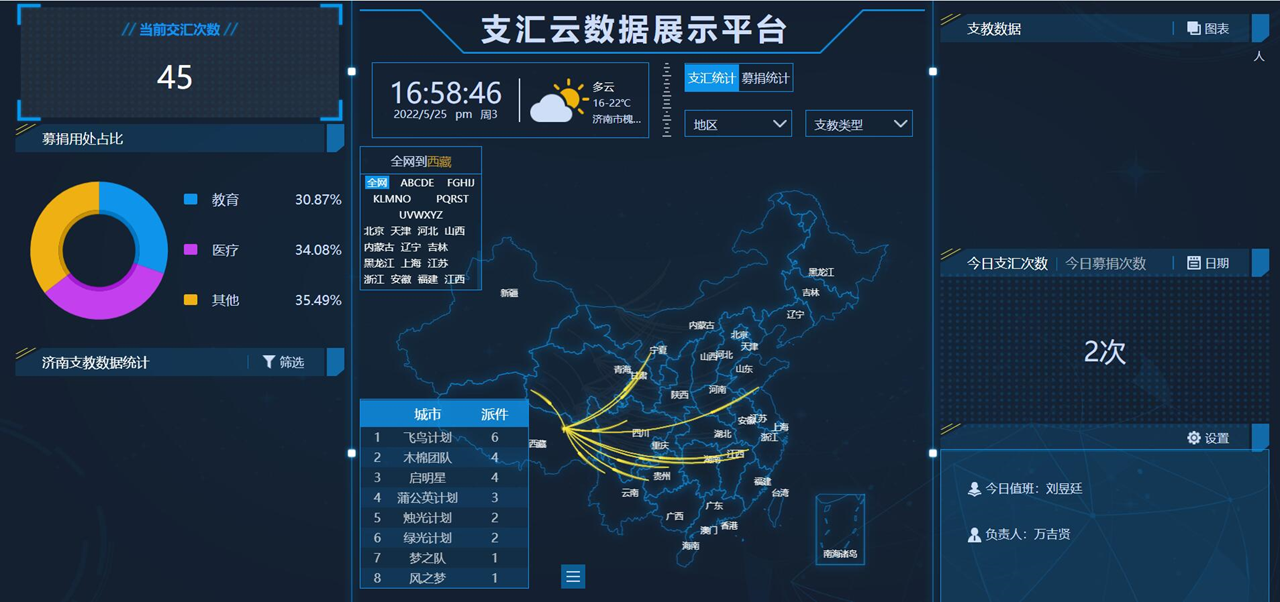 // 当前交汇次数 //
45
募捐用处占比
教育 30.87%
医疗 34.08%
其他 35.49%
济南支教数据统计 筛选
支汇云数据展示平台
16:58:46
2022/5/25 pm 周3
多云
16-22℃
济南市槐...
支汇统计 募捐统计
地区 支教类型
全网到西藏
全网 ABCDE FGHIJ
KLMNO PQRST
UVWXYZ
北京 天津 河北 山西
内蒙古 辽宁 吉林
黑龙江 上海 江苏
浙江 安徽 福建 江西
黑龙江
吉林
辽宁
新疆
内蒙古
北京
天津
宁夏
山西
河北
青海
甘肃
山东
陕西
河南
安徽
江苏
上海
四川
湖北
浙江
西藏
重庆
湖南
江西
贵州
福建
云南
台湾
广东
广西
香港
澳门
海南
南海诸岛
城市 派件
1 飞鸟计划 6
2 木棉团队 4
3 启明星 4
4 蒲公英计划 3
5 烛光计划 2
6 绿光计划 2
7 梦之队 1
8 风之梦 1
支教数据 图表
人
今日支汇次数 今日募捐次数 日期
2次
设置
今日值班：刘昱廷
负责人：万吉贤